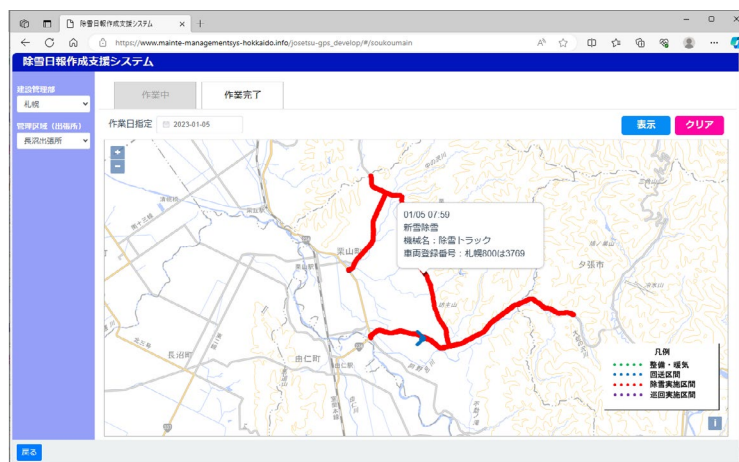 除雪日報作成支援システム
https://www.mainte-managementsys-hokkaido.info/josetsu-gps_develop/#/soukoumain
除雪日報作成支援システム
建設管理部
札幌
管理区域(出張所)
長沼出張所
作業中
作業完了
作業日指定
2023-01-05
表示
クリア
+
−
01/05 07:59
新雪除雪
機械名:除雪トラック
車両登録番号:札幌800は3769
栗山町
夕張市
長沼町
由仁町
由仁駅
凡例
整備・暖気
回送区間
除雪実施区間
巡回実施区間
i
戻る